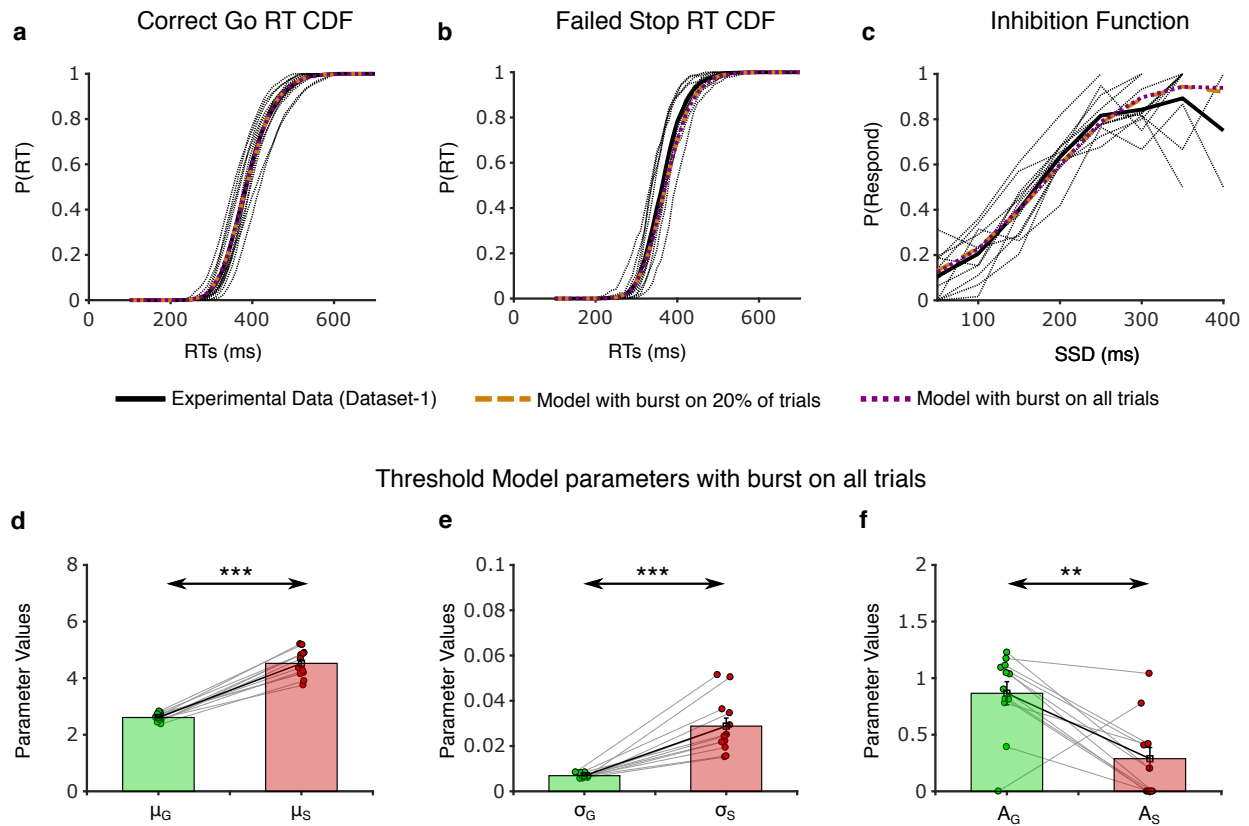 a Correct Go RT CDF
b Failed Stop RT CDF
c Inhibition Function
P(RT)
1
0.8
0.6
0.4
0.2
0
0 200 400 600
RTs (ms)
P(RT)
1
0.8
0.6
0.4
0.2
0
0 200 400 600
RTs (ms)
P(Respond)
1
0.8
0.6
0.4
0.2
0
100 200 300 400
SSD (ms)
Experimental Data (Dataset-1) Model with burst on 20% of trials Model with burst on all trials
Threshold Model parameters with burst on all trials
d
Parameter Values
8
6
4
2
0
***
μG μS
e
Parameter Values
0.1
0.08
0.06
0.04
0.02
0
***
σG σS
f
Parameter Values
2
1.5
1
0.5
0
**
AG AS